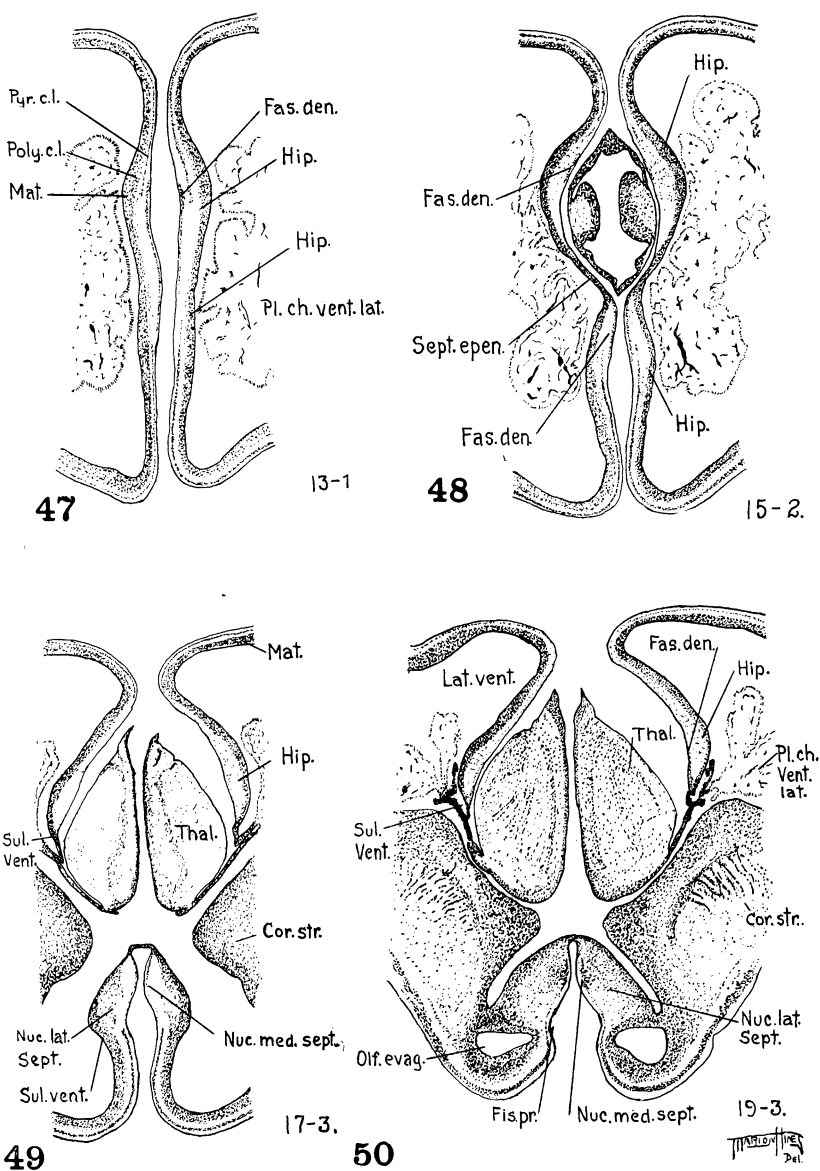 Pyr. c.l.
Poly. c.l.
Mat.
Fas. den.
Hip.
Hip.
Pl. ch. vent. lat.
47
13-1
Hip.
Fas. den.
Sept. epen.
Fas. den.
Hip.
48
15-2.
Mat.
Hip.
Sul.
Vent.
Thal.
Cor. str.
Nuc. lat.
Sept.
Nuc. med. sept.
Sul. vent.
17-3.
49
Fas. den.
Lat. vent.
Hip.
Thal.
Pl. ch.
Vent.
lat.
Sul.
Vent.
Cor. str.
Nuc. lat.
Sept.
Olf. evag.
Fis. pr.
Nuc. med. sept.
19-3.
50
MARION HINES
DEL.